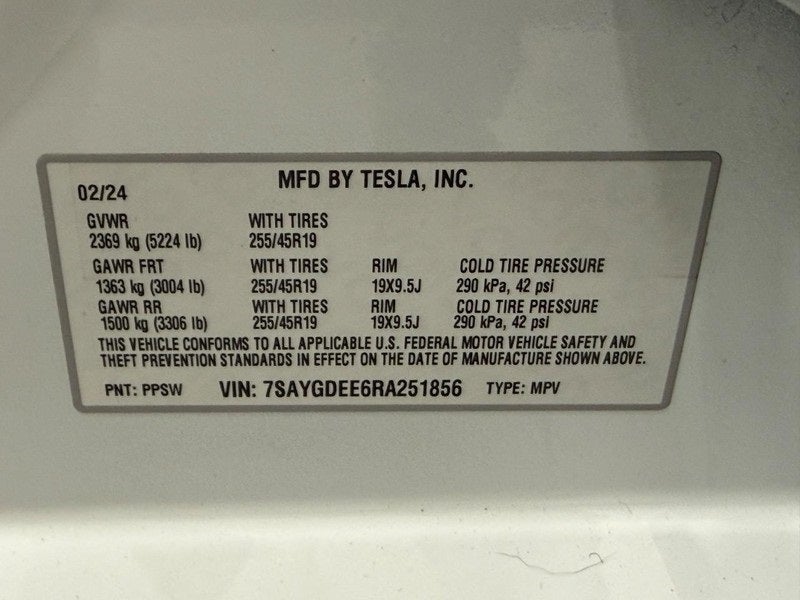 MFD BY TESLA, INC.
02/24
GVWR WITH TIRES
2369 kg (5224 lb) 255/45R19
GAWR FRT WITH TIRES RIM COLD TIRE PRESSURE
1363 kg (3004 lb) 255/45R19 19X9.5J 290 kPa, 42 psi
GAWR RR WITH TIRES RIM COLD TIRE PRESSURE
1500 kg (3306 lb) 255/45R19 19X9.5J 290 kPa, 42 psi
THIS VEHICLE CONFORMS TO ALL APPLICABLE U.S. FEDERAL MOTOR VEHICLE SAFETY AND
THEFT PREVENTION STANDARDS IN EFFECT ON THE DATE OF MANUFACTURE SHOWN ABOVE.
PNT: PPSW VIN: 7SAYGDEE6RA251856 TYPE: MPV